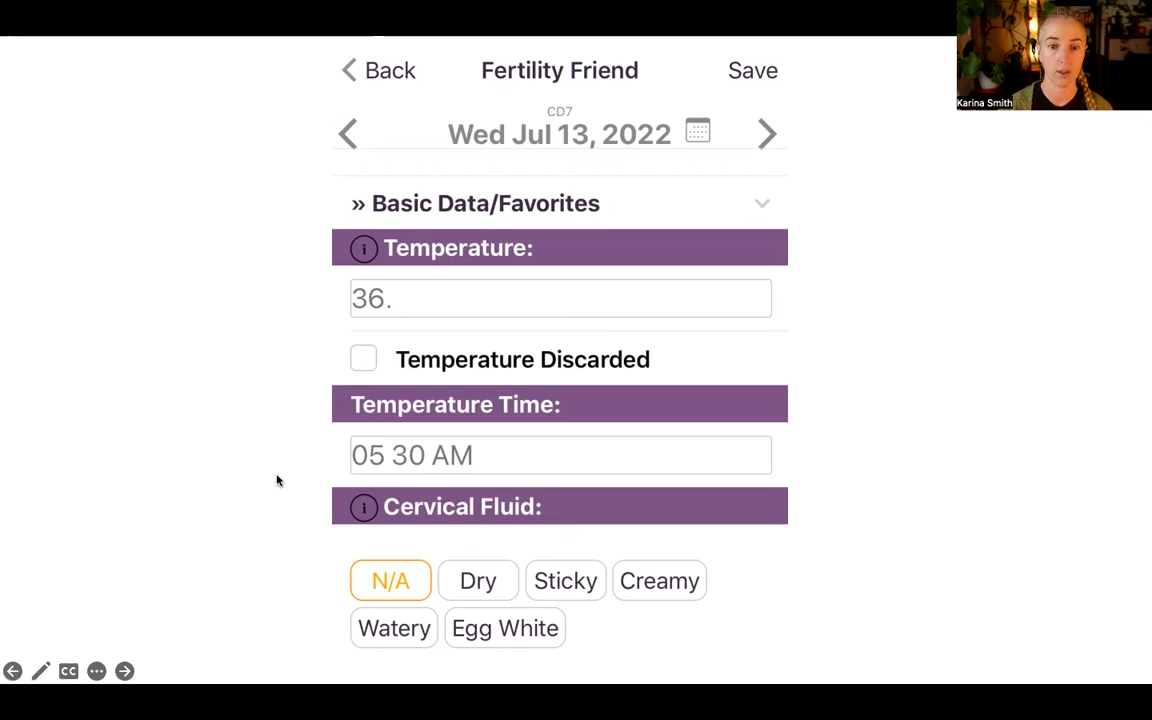 Back Fertility Friend Save
Karina Smith
CD7
Wed Jul 13, 2022
» Basic Data/Favorites
i Temperature:
36.
Temperature Discarded
Temperature Time:
05 30 AM
i Cervical Fluid:
N/A Dry Sticky Creamy
Watery Egg White
CC